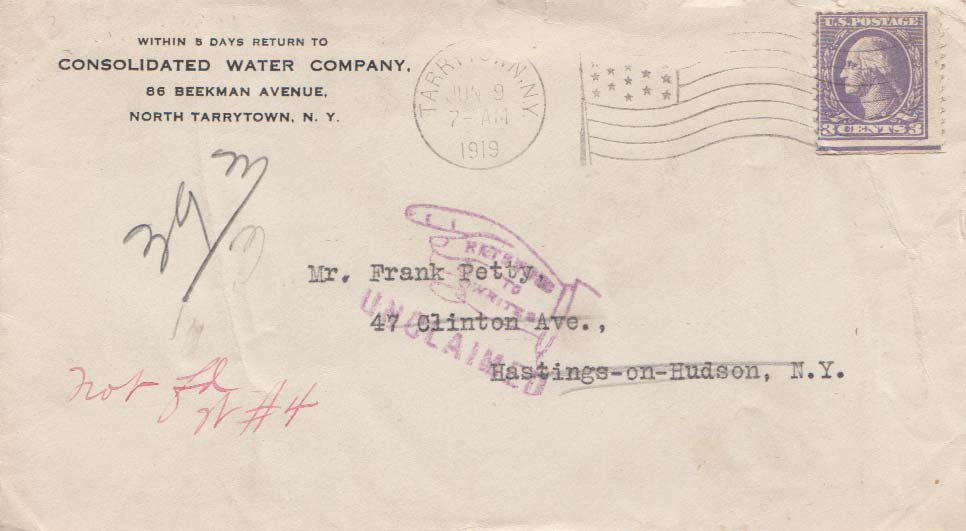 WITHIN 5 DAYS RETURN TO
CONSOLIDATED WATER COMPANY,
86 BEEKMAN AVENUE,
NORTH TARRYTOWN, N. Y.
TARRYTOWN, N.Y.
JUN 9
7-AM
1919
U.S. POSTAGE
3 CENTS 3
RETURNED
TO
WRITER
UNCLAIMED
Mr. Frank Petty,
47 Clinton Ave.,
Hastings-on-Hudson, N.Y.
not fd
#4